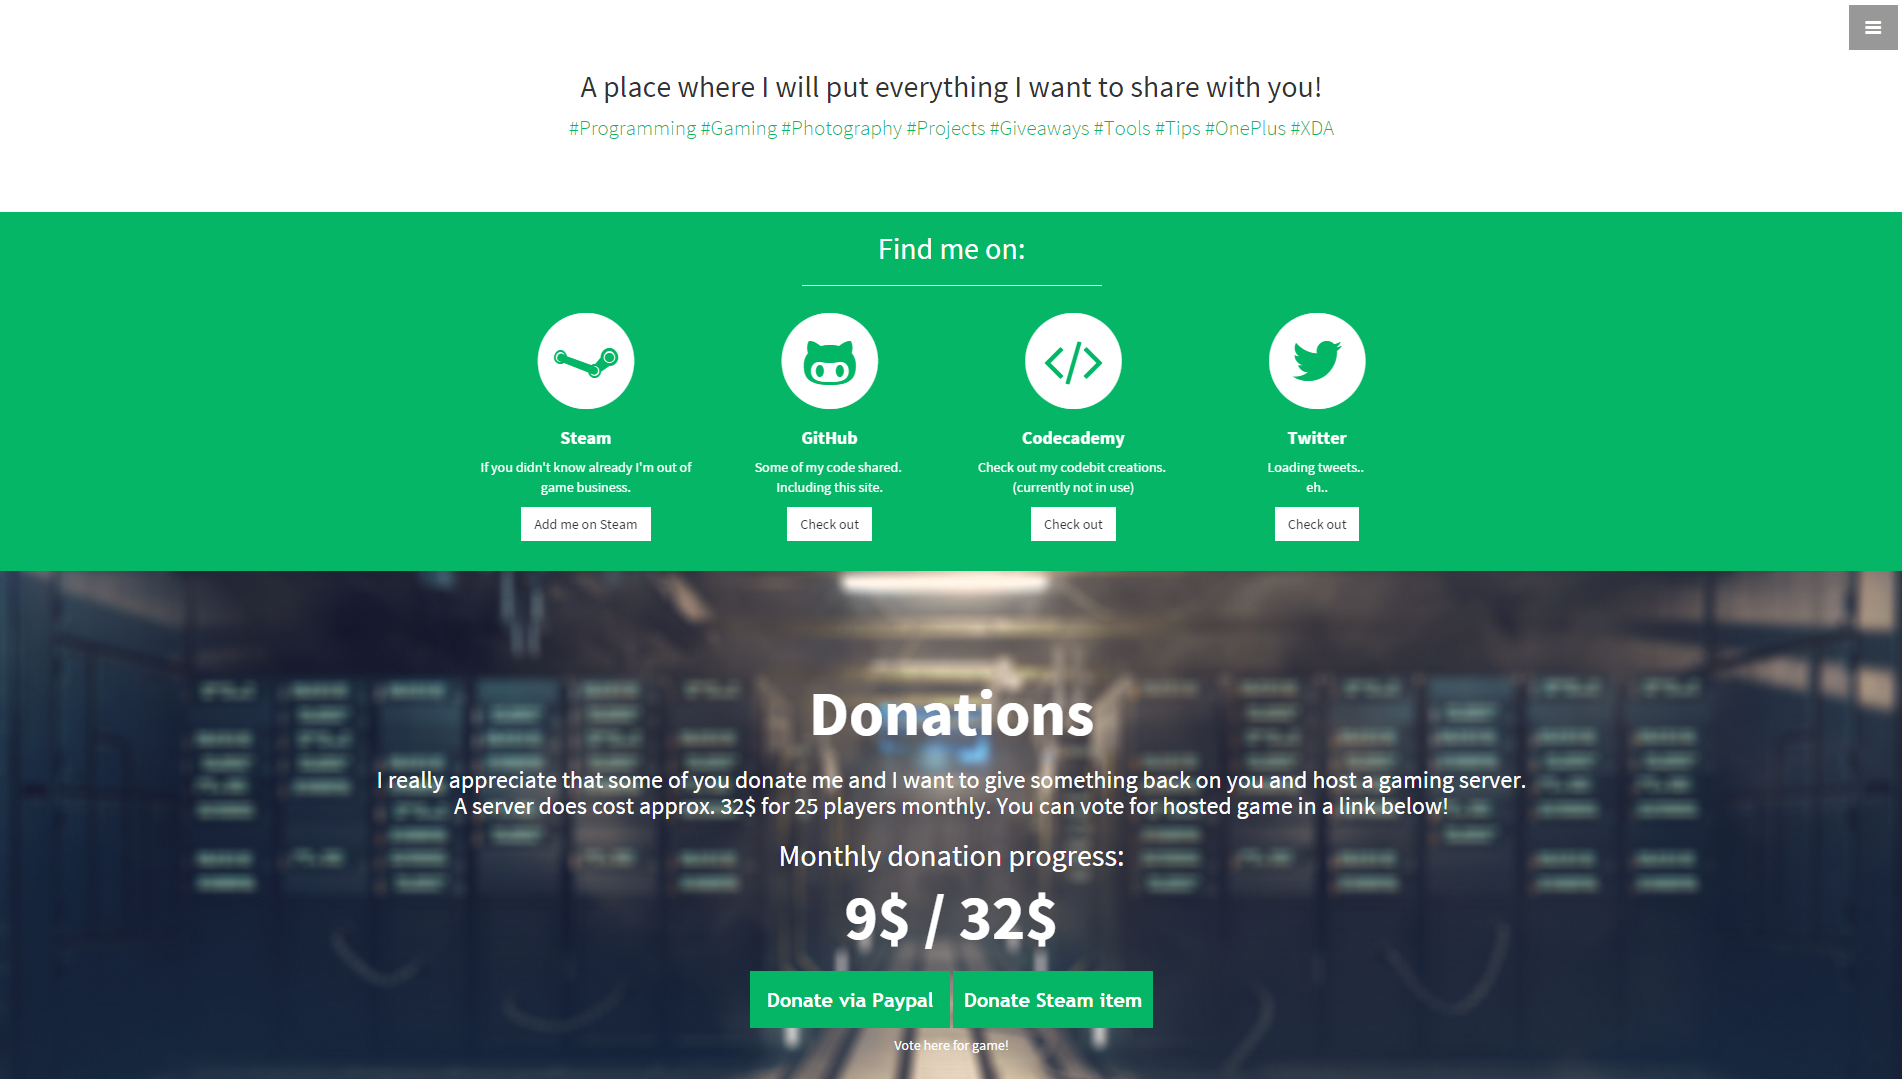 A place where I will put everything I want to share with you!
#Programming #Gaming #Photography #Projects #Giveaways #Tools #Tips #OnePlus #XDA
Find me on:
Steam
If you didn't know already I'm out of
game business.
Add me on Steam
GitHub
Some of my code shared.
Including this site.
Check out
Codecademy
Check out my codebit creations.
(currently not in use)
Check out
Twitter
Loading tweets..
eh..
Check out
Donations
I really appreciate that some of you donate me and I want to give something back on you and host a gaming server.
A server does cost approx. 32$ for 25 players monthly. You can vote for hosted game in a link below!
Monthly donation progress:
9$ / 32$
Donate via Paypal
Donate Steam item
Vote here for game!